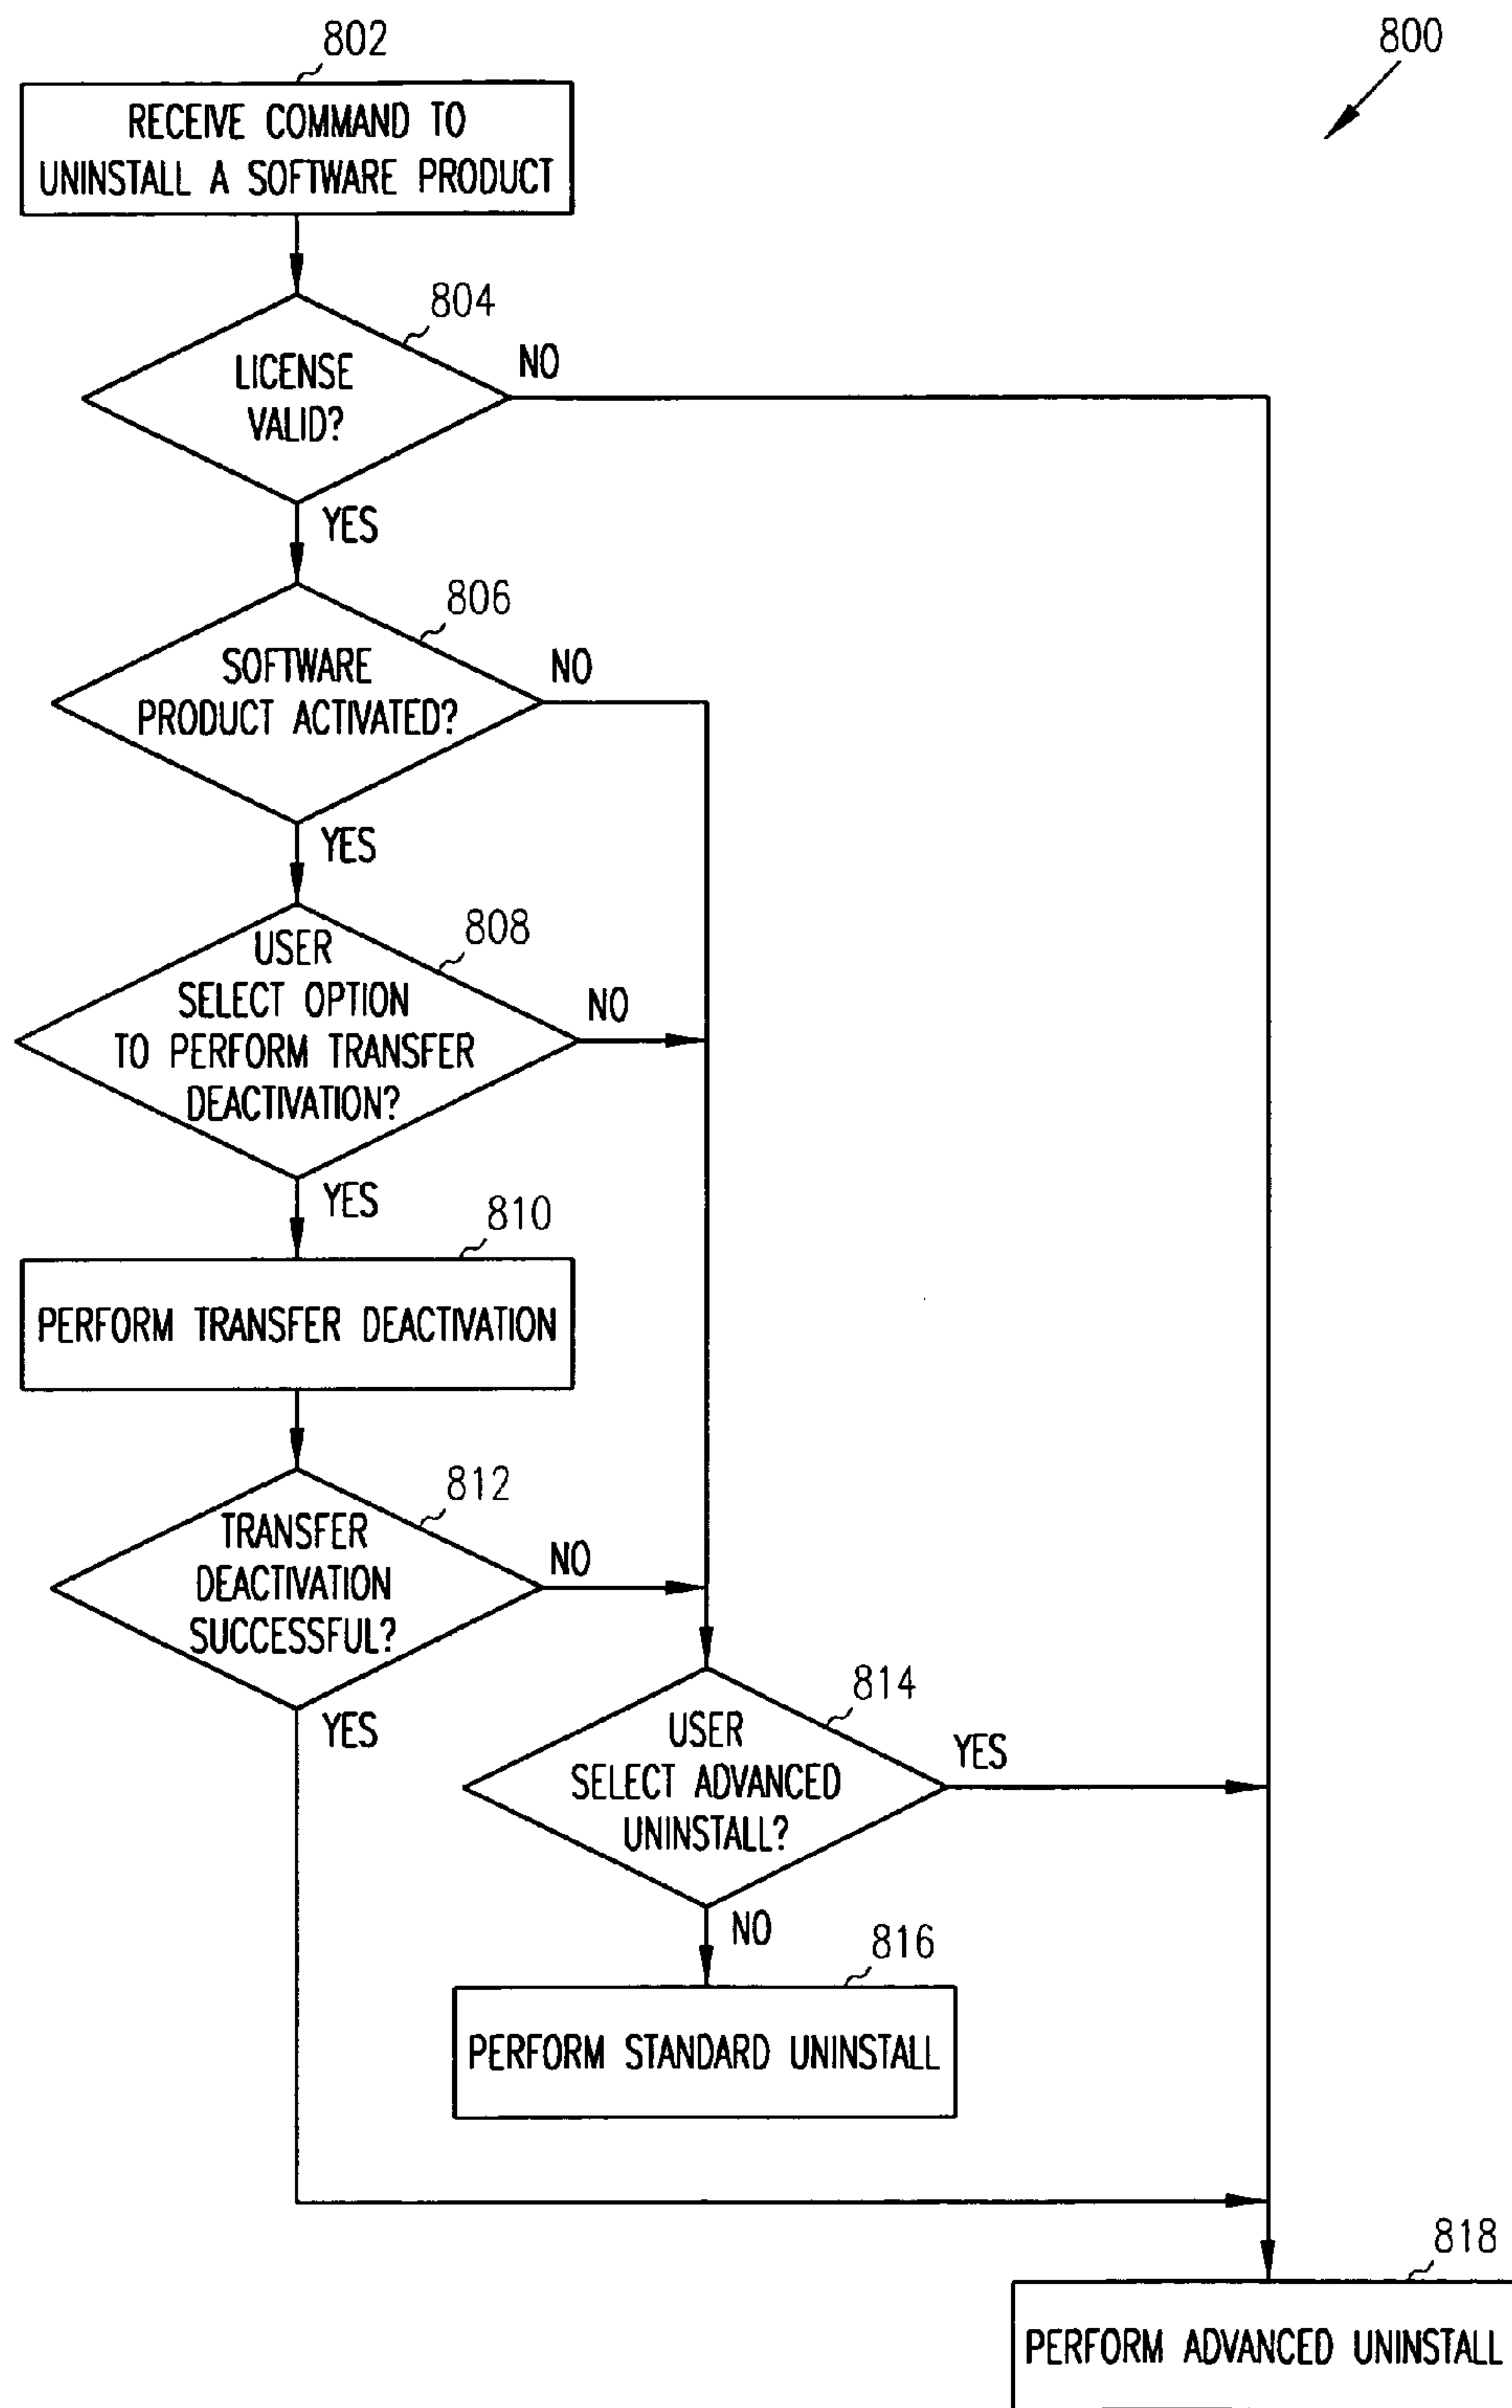 802
800
RECEIVE COMMAND TO
UNINSTALL A SOFTWARE PRODUCT
804
LICENSE
VALID?
NO
YES
806
SOFTWARE
PRODUCT ACTIVATED?
NO
YES
808
USER
SELECT OPTION
TO PERFORM TRANSFER
DEACTIVATION?
NO
YES
810
PERFORM TRANSFER DEACTIVATION
812
TRANSFER
DEACTIVATION
SUCCESSFUL?
NO
YES
814
USER
SELECT ADVANCED
UNINSTALL?
YES
NO
816
PERFORM STANDARD UNINSTALL
818
PERFORM ADVANCED UNINSTALL